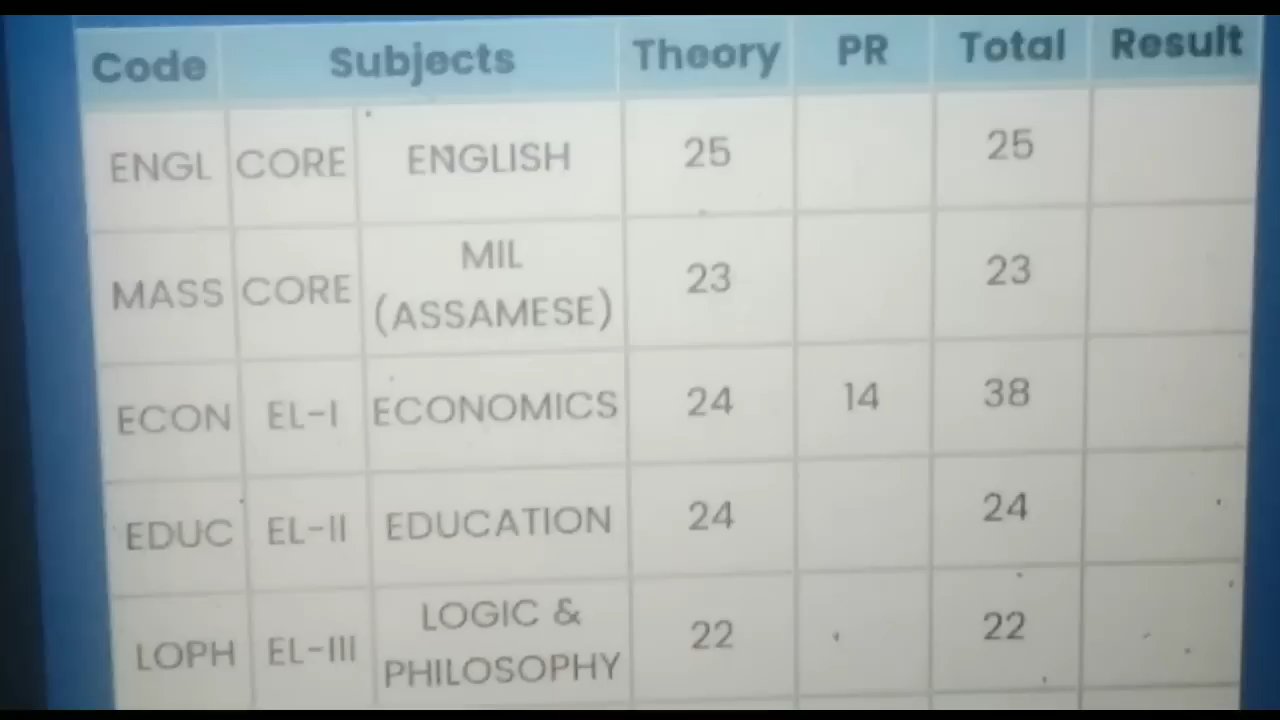 Code Subjects Theory PR Total Result
ENGL CORE ENGLISH 25 25
MASS CORE MIL (ASSAMESE) 23 23
ECON EL-I ECONOMICS 24 14 38
EDUC EL-II EDUCATION 24 24
LOPH EL-III LOGIC & PHILOSOPHY 22 22